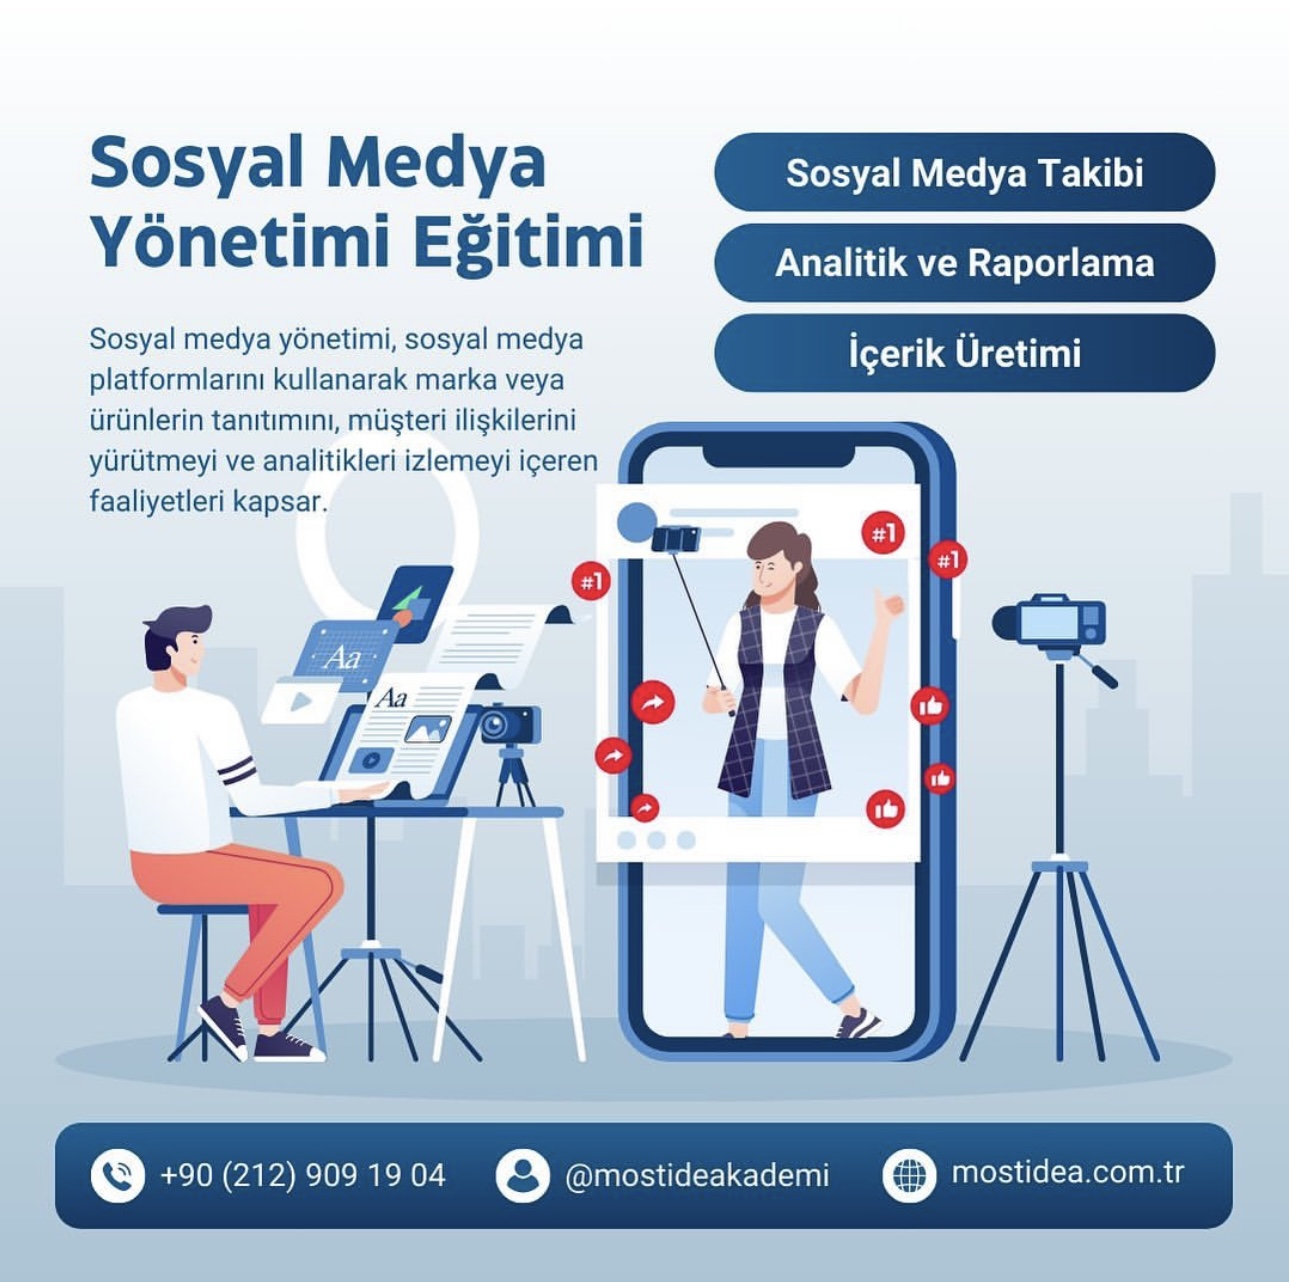 Sosyal Medya
Yönetimi Eğitimi
Sosyal medya yönetimi, sosyal medya
platformlarını kullanarak marka veya
ürünlerin tanıtımını, müşteri ilişkilerini
yürütmeyi ve analitikleri izlemeyi içeren
faaliyetleri kapsar.
Sosyal Medya Takibi
Analitik ve Raporlama
İçerik Üretimi
#1
#1
#1
Aa
Aa
+90 (212) 909 19 04
@mostideakademi
mostidea.com.tr